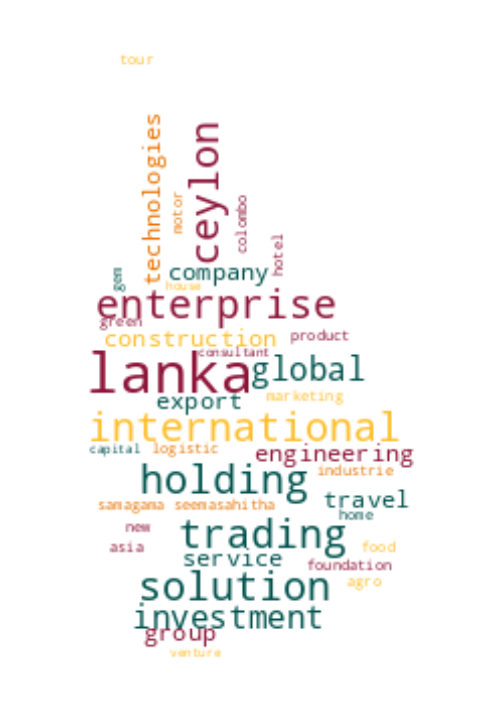 tour
technologies
ceylon
motor
colombo
hotel
gem
company
house
enterprise
green
construction
product
consultant
lanka
global
export
marketing
international
capital
logistic
engineering
holding
industrie
travel
samagama seemasahitha
home
new
trading
asia
food
service
foundation
solution
agro
investment
group
venture